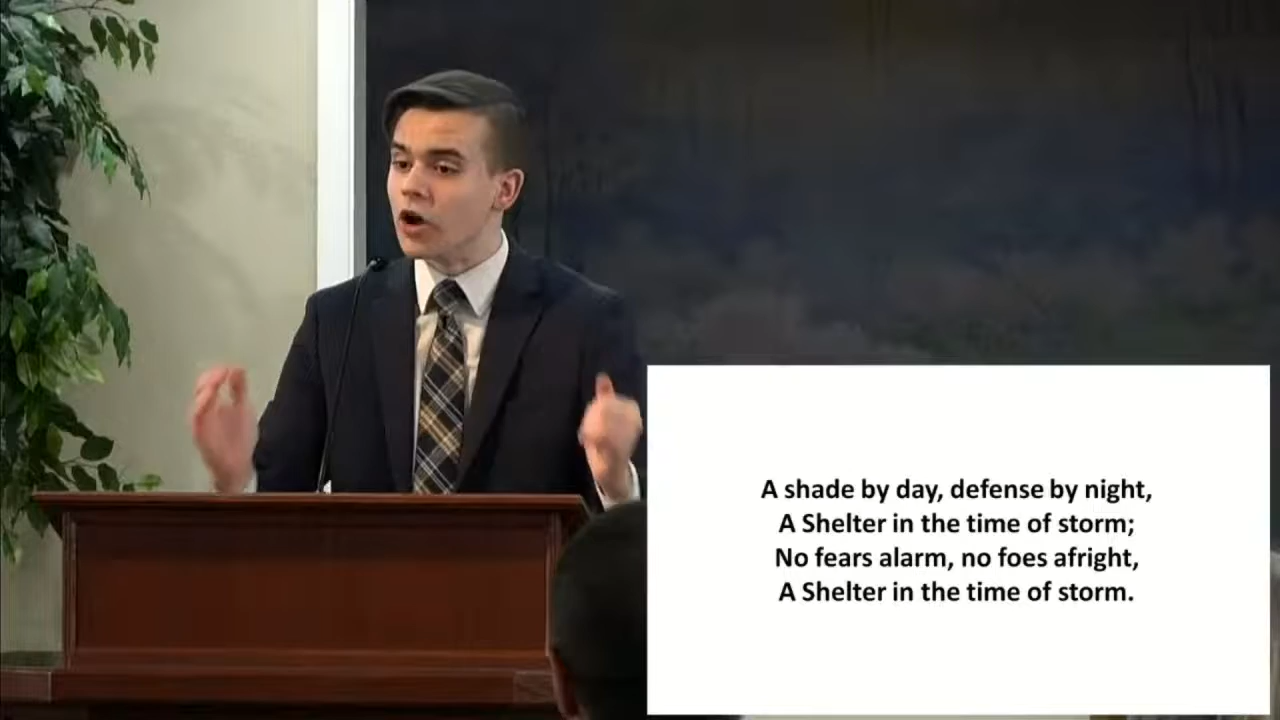 A shade by day, defense by night,
A Shelter in the time of storm;
No fears alarm, no foes afright,
A Shelter in the time of storm.